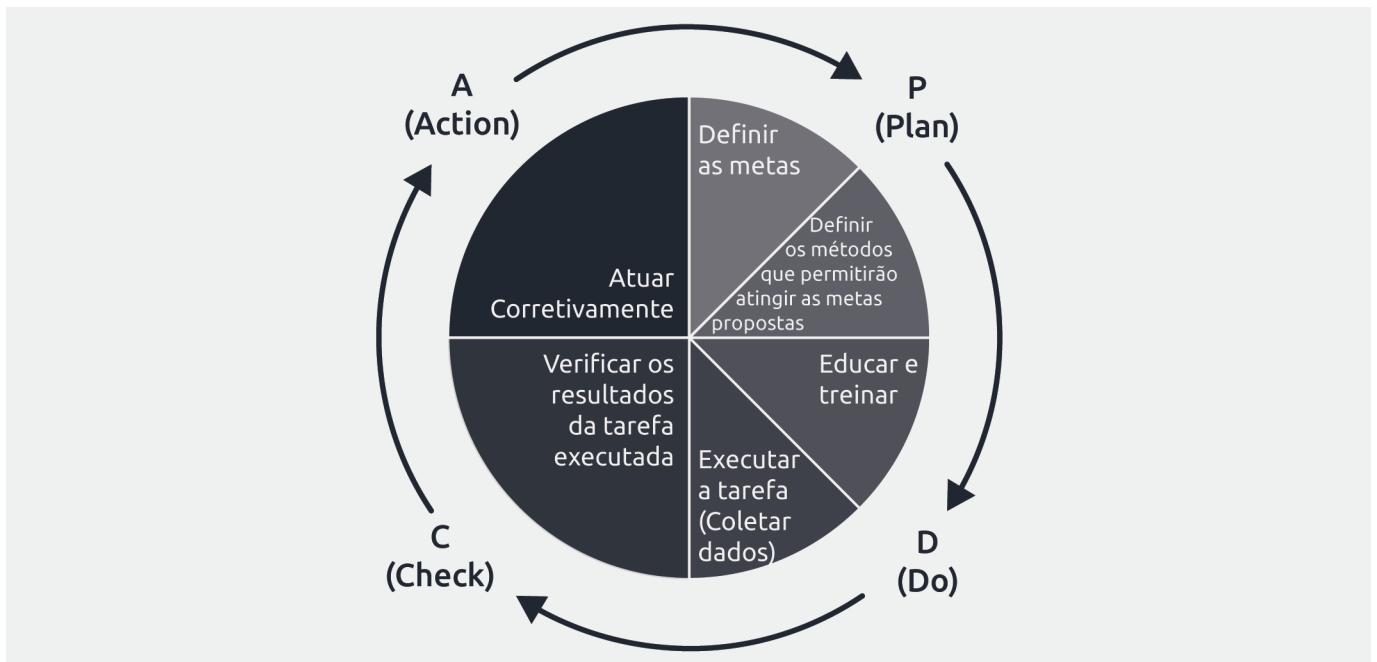 A
(Action)
P
(Plan)
Definir
as metas
Definir
os métodos
que permitirão
atingir as metas
propostas
Atuar
Corretivamente
Verificar os
resultados
da tarefa
executada
Educar e
treinar
Executar
a tarefa
(Coletar
dados)
C
(Check)
D
(Do)